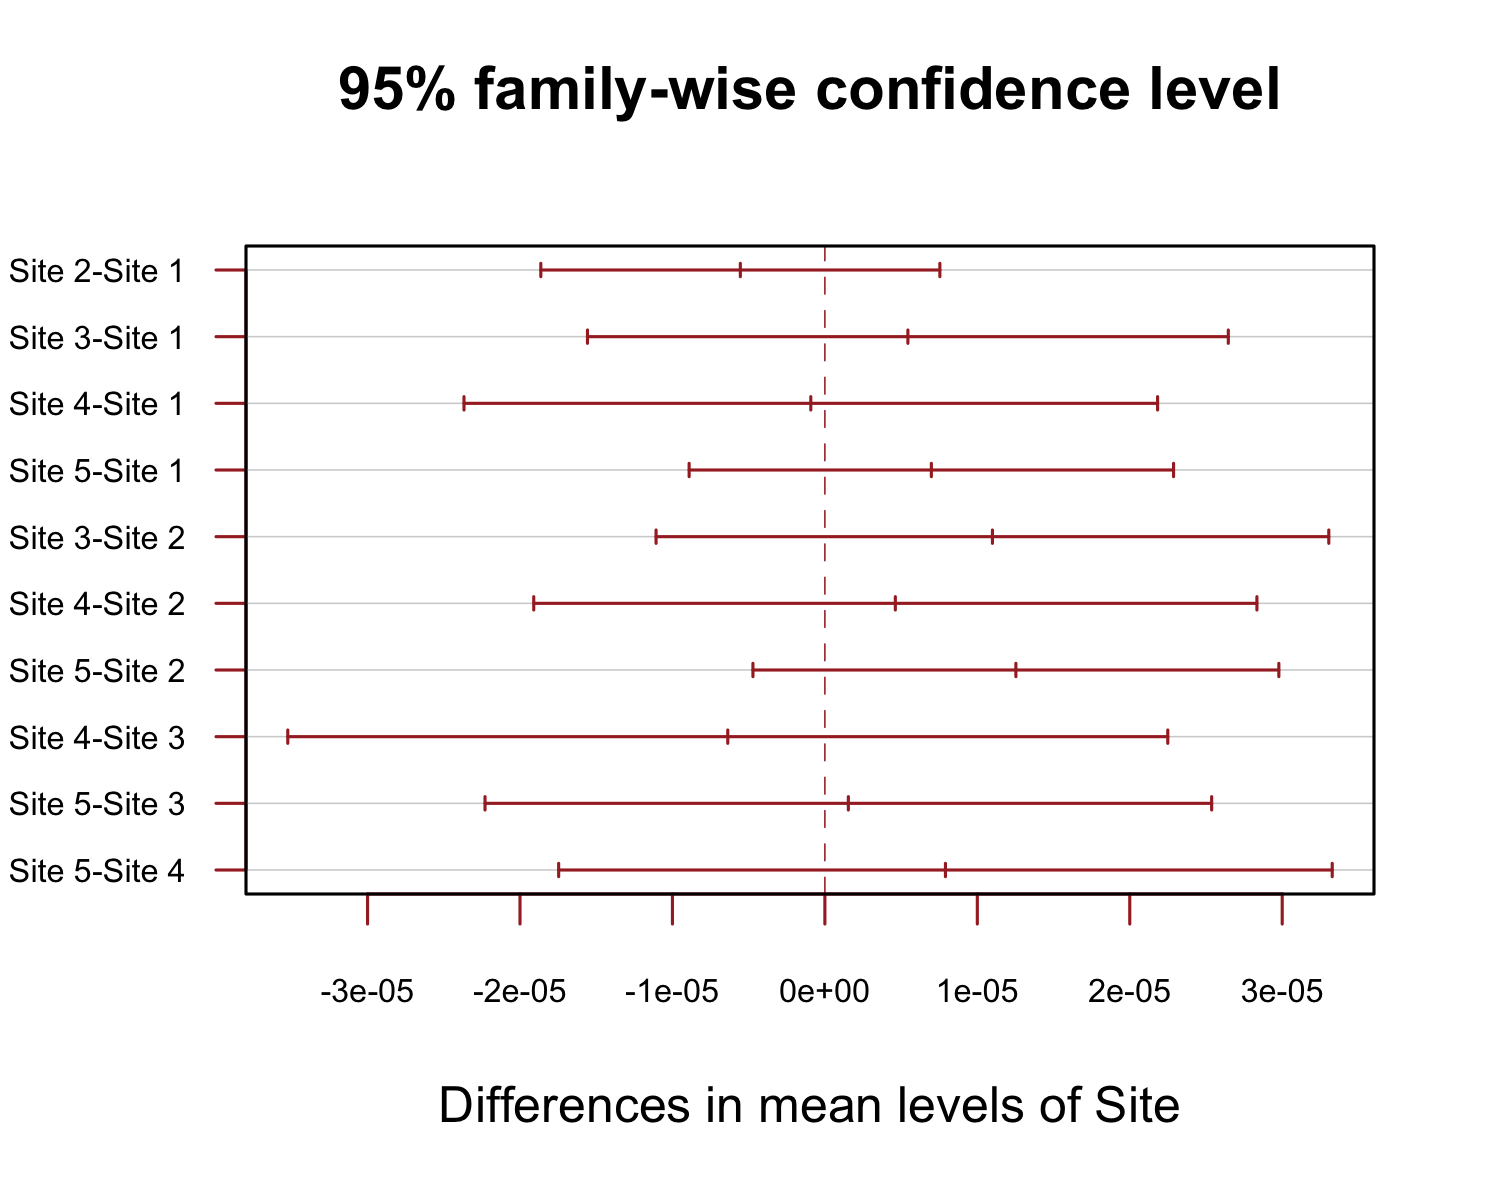 95% family-wise confidence level
Site 2-Site 1
Site 3-Site 1
Site 4-Site 1
Site 5-Site 1
Site 3-Site 2
Site 4-Site 2
Site 5-Site 2
Site 4-Site 3
Site 5-Site 3
Site 5-Site 4
-3e-05 -2e-05 -1e-05 0e+00 1e-05 2e-05 3e-05
Differences in mean levels of Site